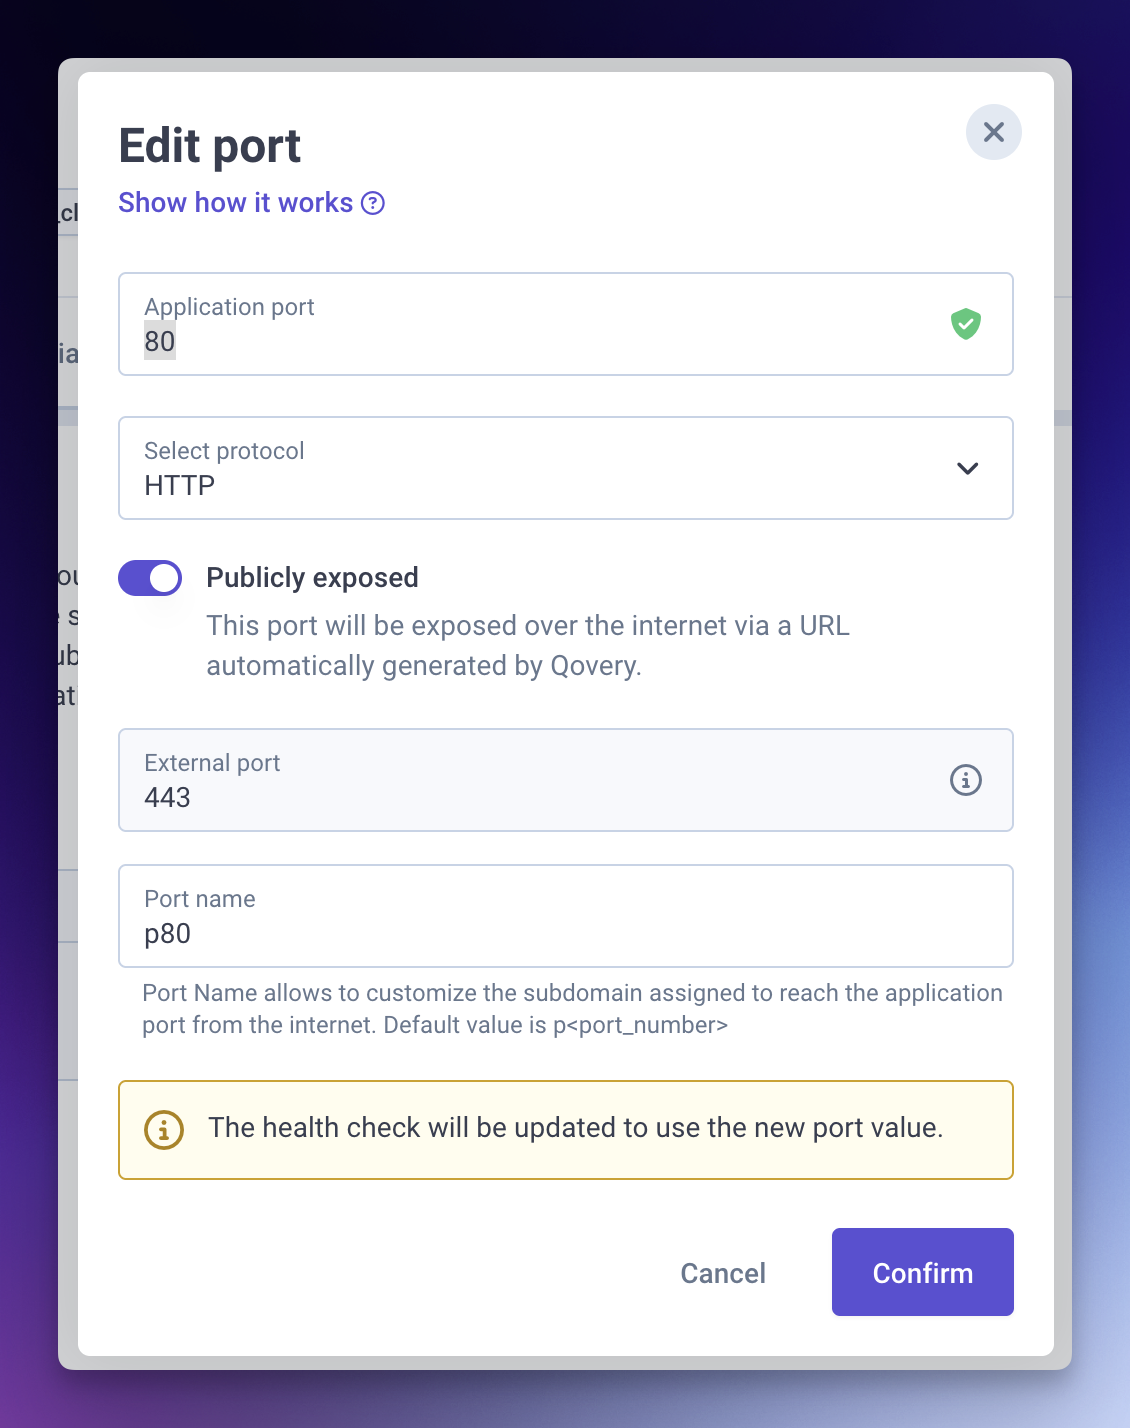 Edit port
Show how it works
Application port
80
Select protocol
HTTP
Publicly exposed
This port will be exposed over the internet via a URL
automatically generated by Qovery.
External port
443
Port name
p80
Port Name allows to customize the subdomain assigned to reach the application
port from the internet. Default value is p<port_number>
The health check will be updated to use the new port value.
Cancel
Confirm